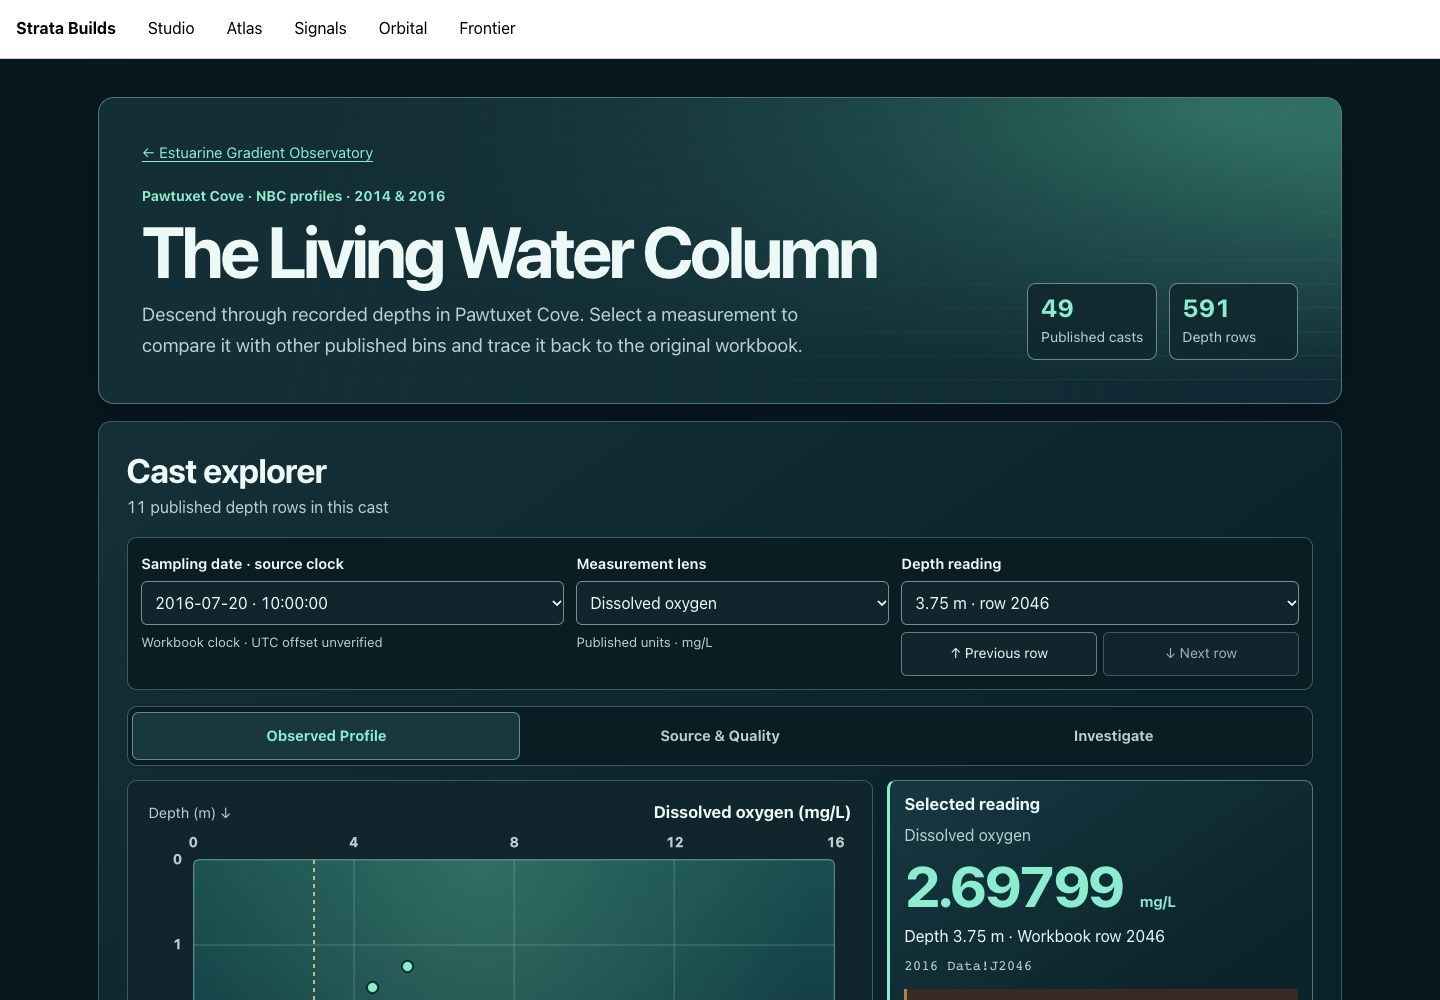 Strata Builds Studio Atlas Signals Orbital Frontier
← Estuarine Gradient Observatory
Pawtuxet Cove · NBC profiles · 2014 & 2016
The Living Water Column
Descend through recorded depths in Pawtuxet Cove. Select a measurement to
compare it with other published bins and trace it back to the original workbook.
49
Published casts
591
Depth rows
Cast explorer
11 published depth rows in this cast
Sampling date · source clock
2016-07-20 · 10:00:00
Workbook clock · UTC offset unverified
Measurement lens
Dissolved oxygen
Published units · mg/L
Depth reading
3.75 m · row 2046
↑ Previous row
↓ Next row
Observed Profile
Source & Quality
Investigate
Depth (m) ↓
Dissolved oxygen (mg/L)
0 4 8 12 16
0
1
Selected reading
Dissolved oxygen
2.69799 mg/L
Depth 3.75 m · Workbook row 2046
2016 Data!J2046